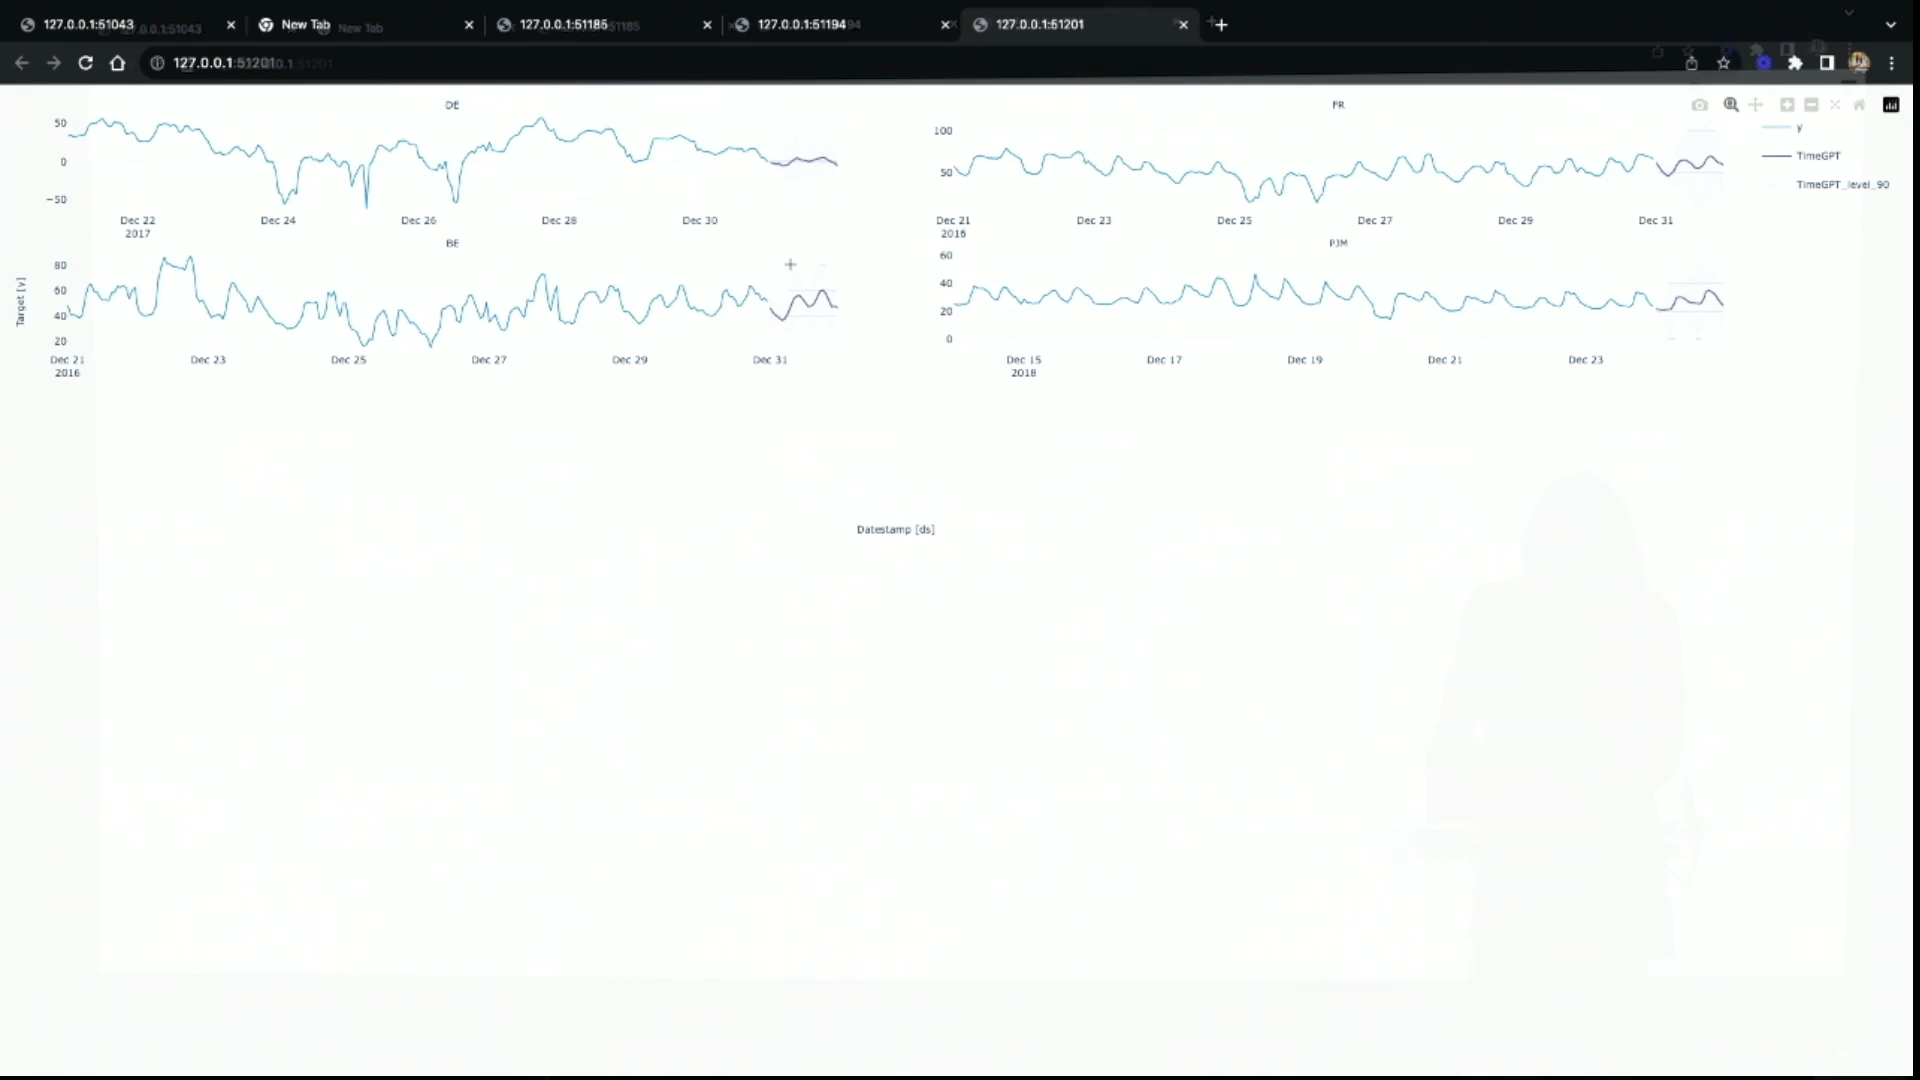 127.0.0.1:51043 New Tab 127.0.0.1:51185 127.0.0.1:51194 127.0.0.1:51201
127.0.0.1:51201
DE
50
0
−50
Dec 22 Dec 24 Dec 26 Dec 28 Dec 30
2017
FR
100
50
Dec 21 Dec 23 Dec 25 Dec 27 Dec 29 Dec 31
2016
y
TimeGPT
TimeGPT_level_90
BE
Target [y]
80
60
40
20
Dec 21 Dec 23 Dec 25 Dec 27 Dec 29 Dec 31
2016
PJM
60
40
20
0
Dec 15 Dec 17 Dec 19 Dec 21 Dec 23
2018
Datestamp [ds]